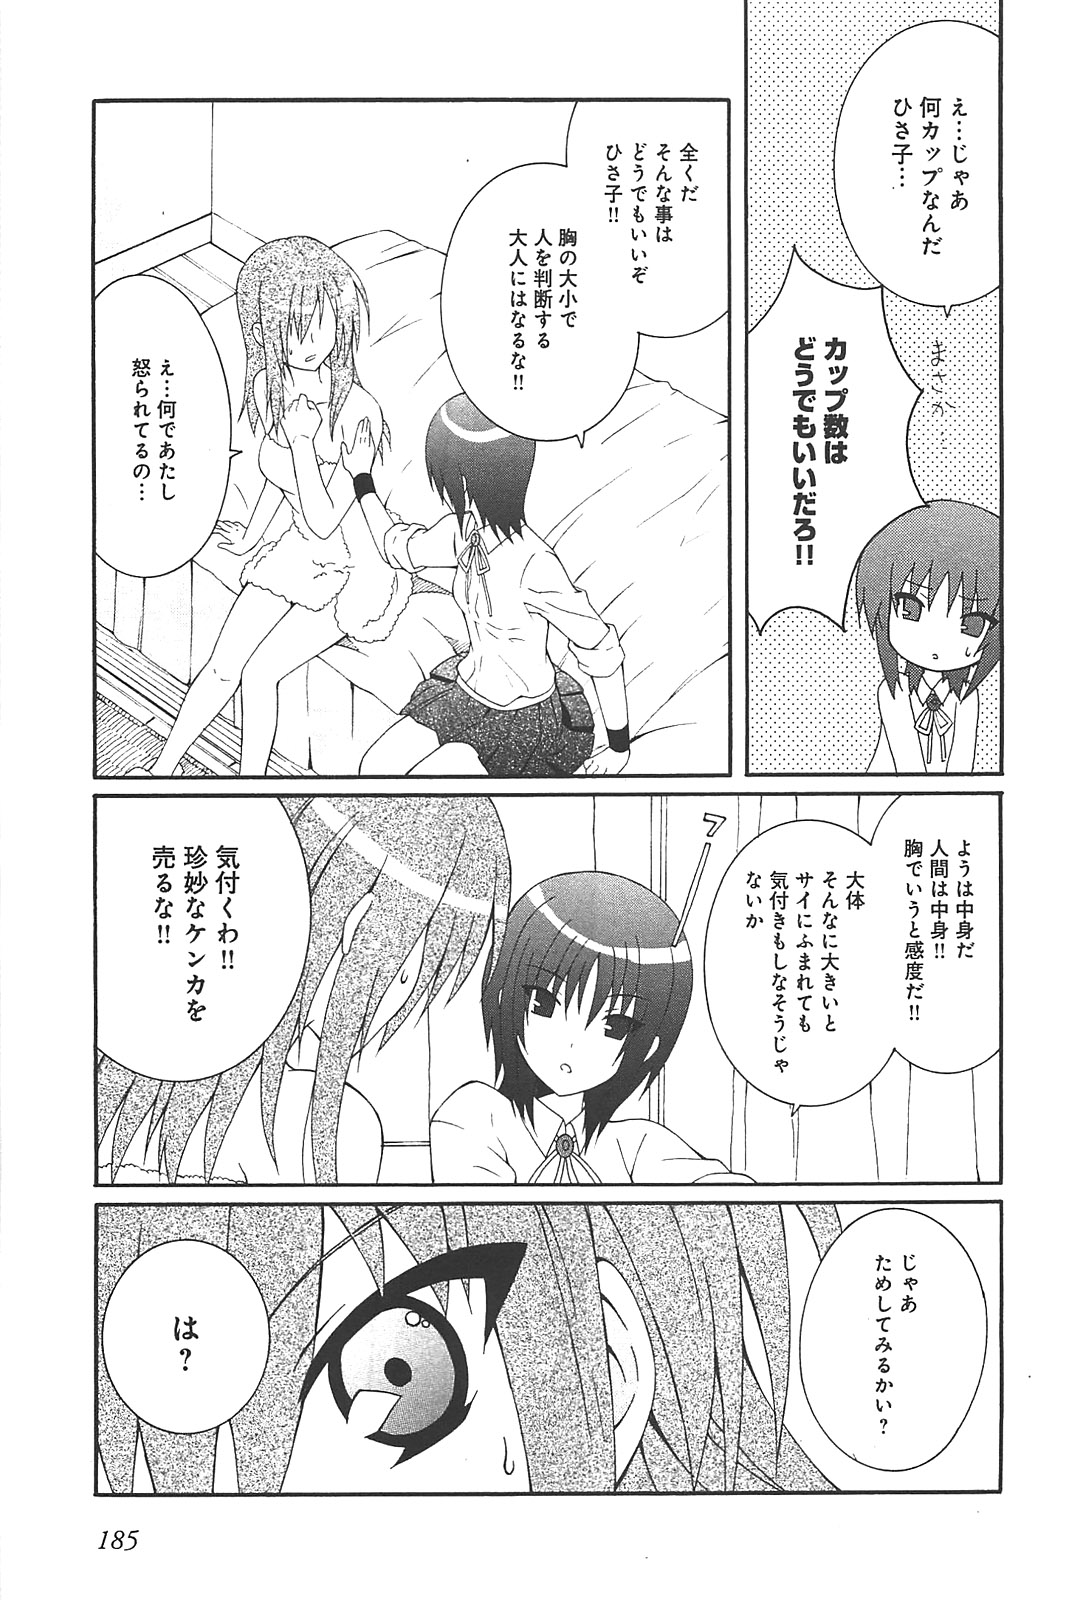 え…じゃあ
何カップなんだ
ひさ子…
まさか…
カップ数は
どうでもいいだろ!!
全くだ
そんな事は
どうでもいいぞ
ひさ子!!
胸の大小で
人を判断する
大人にはなるな!!
え…何であたし
怒られてるの…
ようは中身だ
人間は中身!!
胸でいうと感度だ!!
大体
そんなに大きいと
サイにふまれても
気付きもしなそうじゃ
ないか
フ
気付くわ!!
珍妙なケンカを
売るな!!
じゃあ
ためしてみるかい?
は?
185